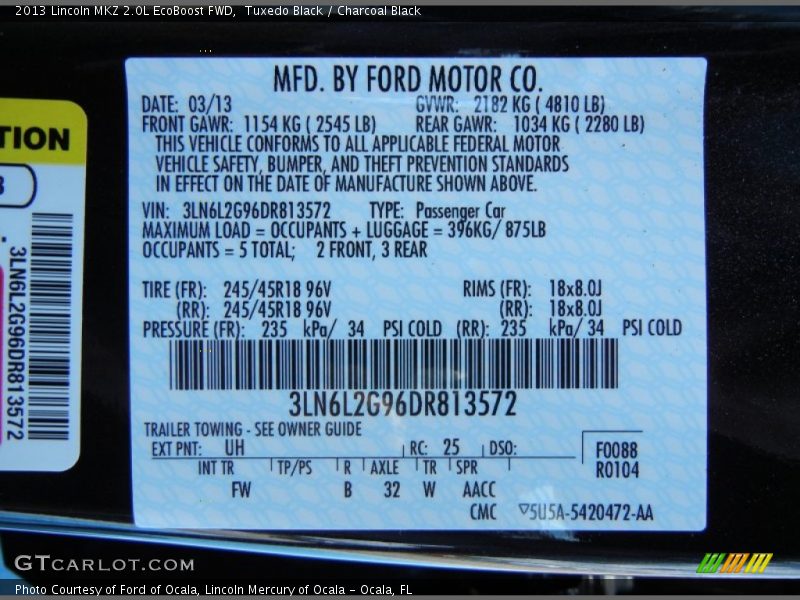 2013 Lincoln MKZ 2.0L EcoBoost FWD, Tuxedo Black / Charcoal Black
MFD. BY FORD MOTOR CO.
DATE: 03/13 GVWR: 2182 KG ( 4810 LB)
FRONT GAWR: 1154 KG ( 2545 LB) REAR GAWR: 1034 KG ( 2280 LB)
THIS VEHICLE CONFORMS TO ALL APPLICABLE FEDERAL MOTOR
VEHICLE SAFETY, BUMPER, AND THEFT PREVENTION STANDARDS
IN EFFECT ON THE DATE OF MANUFACTURE SHOWN ABOVE.
VIN: 3LN6L2G96DR813572 TYPE: Passenger Car
MAXIMUM LOAD = OCCUPANTS + LUGGAGE = 396KG/ 875LB
OCCUPANTS = 5 TOTAL; 2 FRONT, 3 REAR
TIRE (FR): 245/45R18 96V RIMS (FR): 18x8.0J
(RR): 245/45R18 96V (RR): 18x8.0J
PRESSURE (FR): 235 kPa/ 34 PSI COLD (RR): 235 kPa/ 34 PSI COLD
3LN6L2G96DR813572
TRAILER TOWING - SEE OWNER GUIDE
EXT PNT: UH RC: 25 DSO: F0088
INT TR TP/PS R AXLE TR SPR R0104
FW B 32 W AACC
CMC ▽5U5A-5420472-AA
TION
3LN6L2G96DR813572
GTCARLOT.COM
Photo Courtesy of Ford of Ocala, Lincoln Mercury of Ocala - Ocala, FL